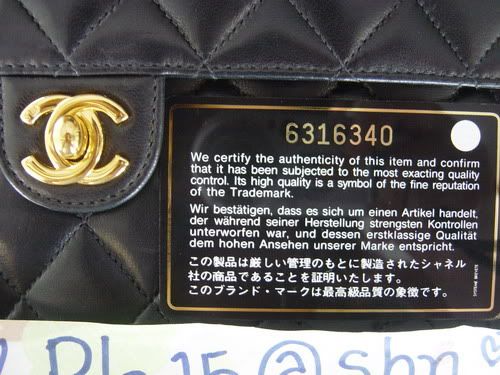 6316340
We certify the authenticity of this item and confirm
that it has been subjected to the most exacting quality
control. Its high quality is a symbol of the fine reputation
of the Trademark.
Wir bestätigen, dass es sich um einen Artikel handelt,
der während seiner Herstellung strengsten Kontrollen
unterworfen war, und dessen erstklassige Qualität
dem hohen Ansehen unserer Marke entspricht.
この製品は厳しい管理のもとに製造されたシャネル
社の商品であることを証明いたします。
このブランド・マークは最高級品質の象徴です。